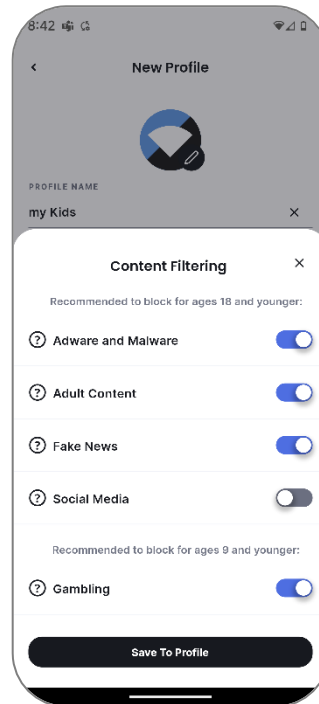 8:42
New Profile
PROFILE NAME
my Kids
Content Filtering
Recommended to block for ages 18 and younger:
Adware and Malware
Adult Content
Fake News
Social Media
Recommended to block for ages 9 and younger:
Gambling
Save To Profile